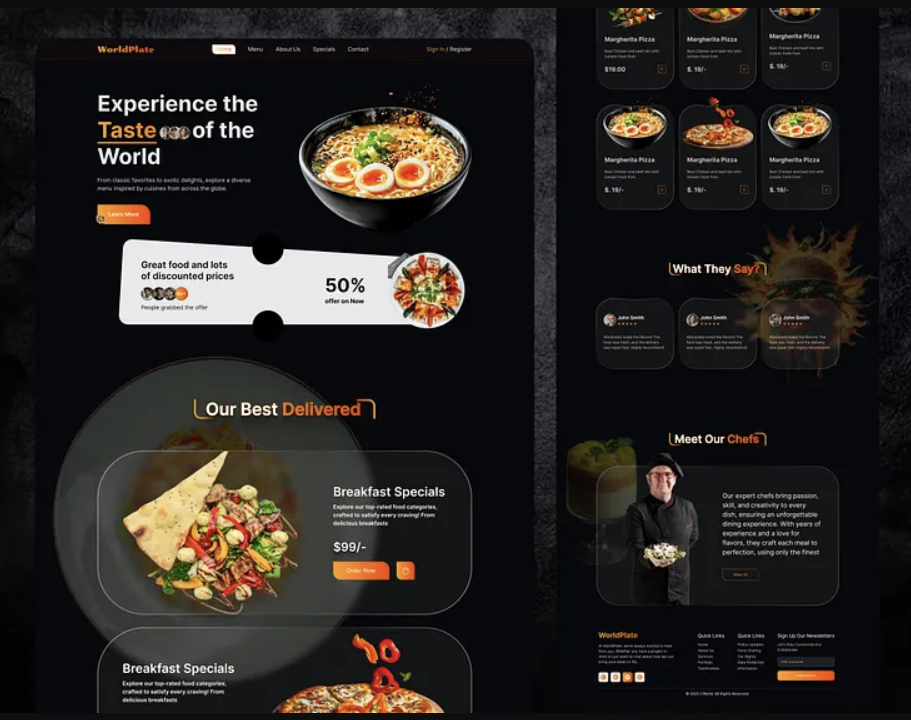 WorldPlate
Home
Menu
About Us
Specials
Contact
Sign in / Register
Experience the
Taste of the
World
From classic favorites to exotic delights, explore a diverse
menu inspired by cuisines from across the globe.
Learn More
Great food and lots
of discounted prices
People grabbed the offer
50%
offer on Now
Our Best Delivered
Breakfast Specials
Explore our top-rated food categories,
crafted to satisfy every craving! From
delicious breakfasts
$99/-
Order Now
Breakfast Specials
Explore our top-rated food categories,
crafted to satisfy every craving! From
delicious breakfasts
Margherita Pizza
Margherita Pizza
Margherita Pizza
$19.00
$. 19/-
$. 19/-
Margherita Pizza
Margherita Pizza
Margherita Pizza
$. 19/-
$. 19/-
$. 19/-
What They Say?
John Smith
John Smith
John Smith
Meet Our Chefs
Our expert chefs bring passion,
skill, and creativity to every
dish, ensuring an unforgettable
dining experience. With years of
experience and a love for
flavors, they craft each meal to
perfection, using only the finest
WorldPlate
Quick Links
Home
About Us
Services
Portfolio
Testimonials
Quick Links
Sign Up Our Newsletters